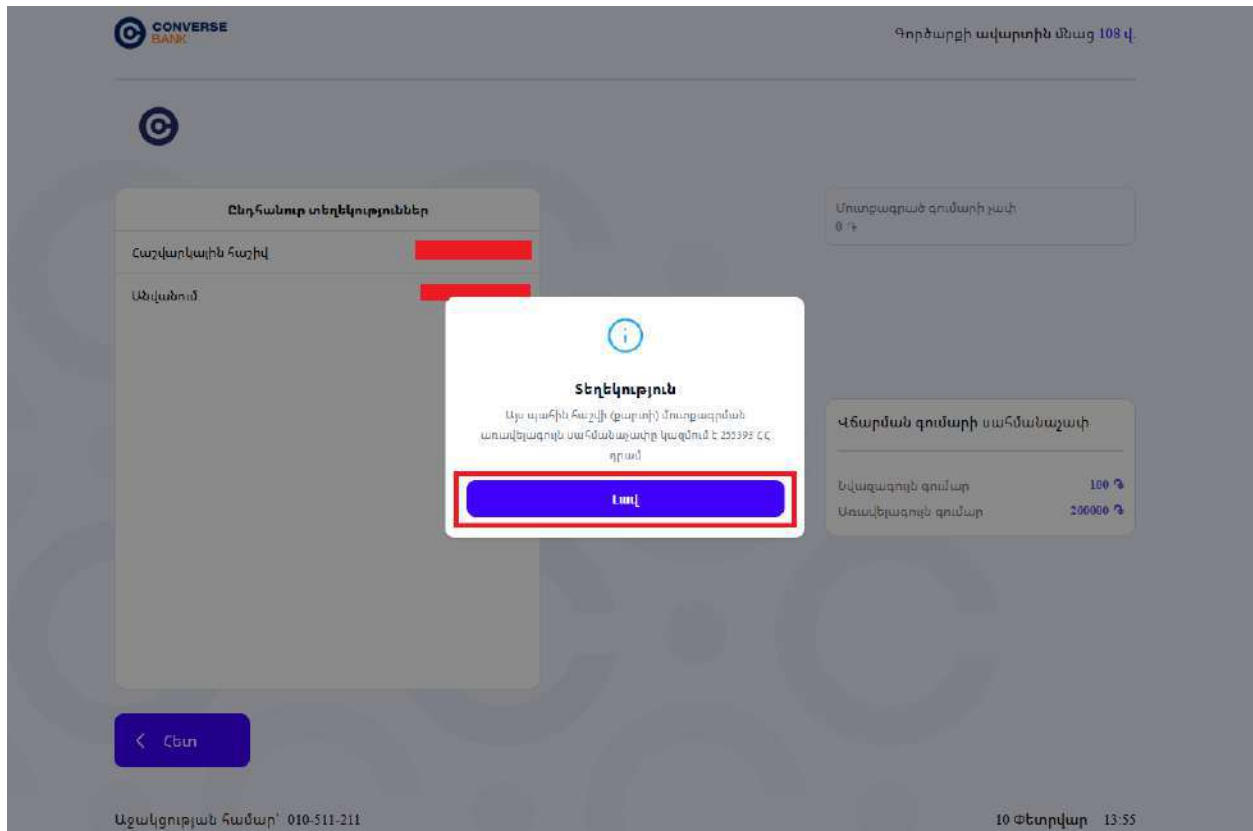 CONVERSE
BANK
Գործարքի ավարտին մնաց 108 վ.
Ընդհանուր տեղեկություններ
Հաշվարկային հաշիվ
Անվանում
Մուտքագրած գումարի չափ
0 ֏
Տեղեկություն
Այս պահին հաշվի (քարտի) մուտքագրման
առավելագույն սահմանաչափը կազմում է 255393 ՀՀ
դրամ
Լավ
Վճարման գումարի սահմանաչափ
Նվազագույն գումար 100 ֏
Առավելագույն գումար 200000 ֏
Հետ
Աջակցության համար՝ 010-511-211
10 Փետրվար 13:55